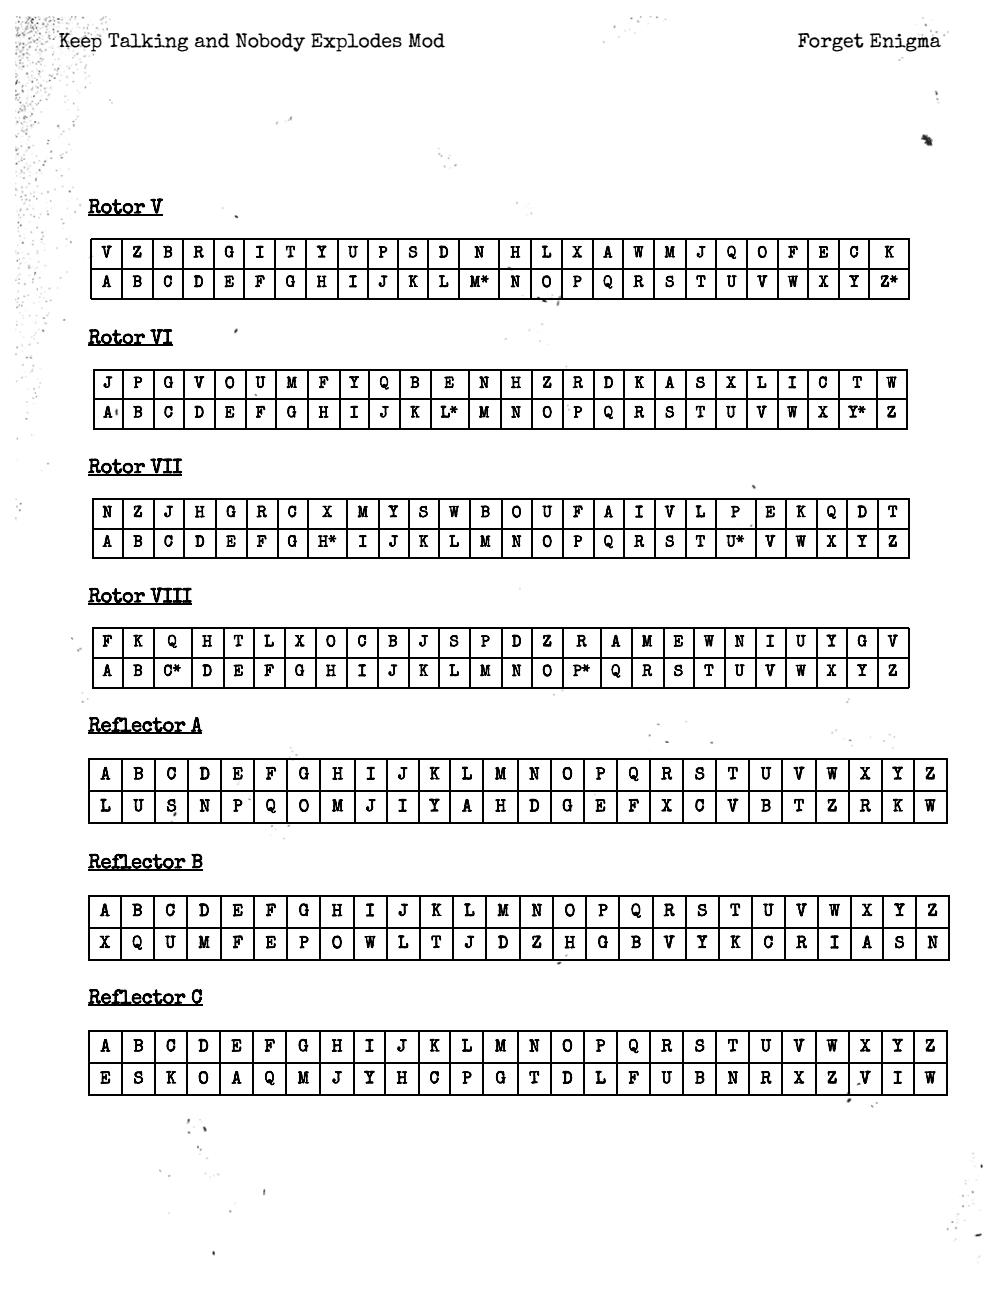 Keep Talking and Nobody Explodes Mod Forget Enigma
Rotor V
V Z B R G I T Y U P S D N H L X A W M J Q O F E C K
A B C D E F G H I J K L M* N O P Q R S T U V W X Y Z*
Rotor VI
J P G V O U M F Y Q B E N H Z R D K A S X L I C T W
A B C D E F G H I J K L* M N O P Q R S T U V W X Y* Z
Rotor VII
N Z J H G R C X M Y S W B O U F A I V L P E K Q D T
A B C D E F G H* I J K L M N O P Q R S T U* V W X Y Z
Rotor VIII
F K Q H T L X O C B J S P D Z R A M E W N I U Y G V
A B C* D E F G H I J K L M N O P* Q R S T U V W X Y Z
Reflector A
A B C D E F G H I J K L M N O P Q R S T U V W X Y Z
L U S N P Q O M J I Y A H D G E F X C V B T Z R K W
Reflector B
A B C D E F G H I J K L M N O P Q R S T U V W X Y Z
X Q U M F E P O W L T J D Z H G B V Y K C R I A S N
Reflector C
A B C D E F G H I J K L M N O P Q R S T U V W X Y Z
E S K O A Q M J Y H C P G T D L F U B N R X Z V I W